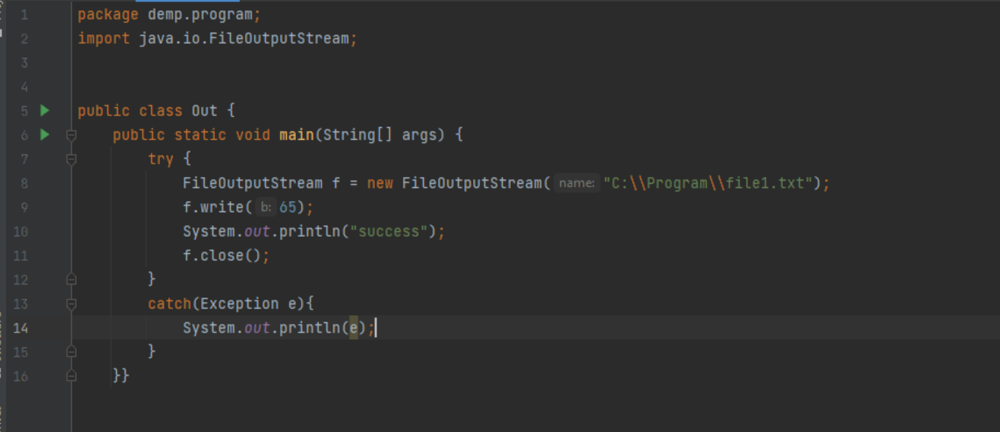 1 package demp.program;
2 import java.io.FileOutputStream;
3
4
5 public class Out {
6     public static void main(String[] args) {
7         try {
8             FileOutputStream f = new FileOutputStream( name: "C:\\Program\\file1.txt");
9             f.write( b: 65);
10             System.out.println("success");
11             f.close();
12         }
13         catch(Exception e){
14             System.out.println(e);
15         }
16     }}